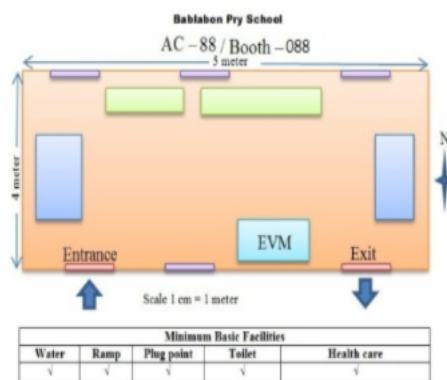 Bablabon Pry School
AC – 88 / Booth – 088
5 meter
4 meter
N
Entrance
EVM
Exit
Scale 1 cm = 1 meter
Minimum Basic Facilities
Water Ramp Plug point Toilet Health care
√ √ √ √ √